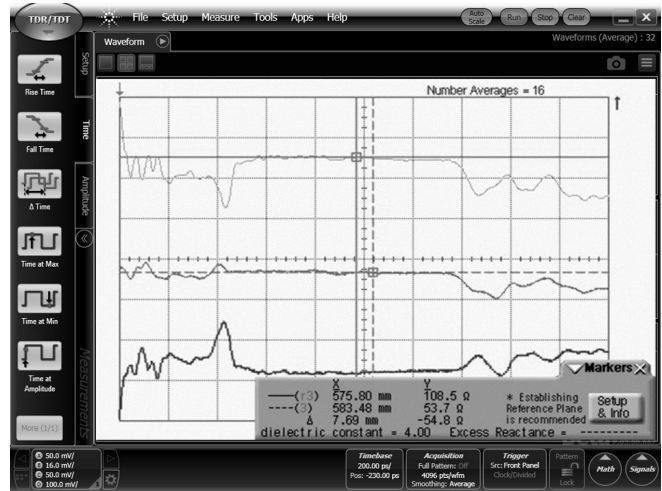 TDR/TDT
File Setup Measure Tools Apps Help
Auto Scale
Run
Stop
Clear
Waveform
Waveforms (Average) : 32
Setup
Time
Amplitude
Measurements
Rise Time
Fall Time
Δ Time
Time at Max
Time at Min
Time at Amplitude
More (1/1)
Number Averages = 16
Markers
X Y
(r3) 575.80 mm 108.5 Ω
(3) 583.48 mm 53.7 Ω
Δ 7.69 mm -54.8 Ω
* Establishing
Reference Plane
is recommended
Setup & Info
dielectric constant = 4.00 Excess Reactance = ---------
50.0 mV/
16.0 mV/
50.0 mV/
100.0 mV/
Timebase
200.00 ps/
Pos: -230.00 ps
Acquisition
Full Pattern: Off
4096 pts/wfm
Smoothing: Average
Trigger
Src: Front Panel
Clock/Divided
Pattern
Lock
Math
Signals